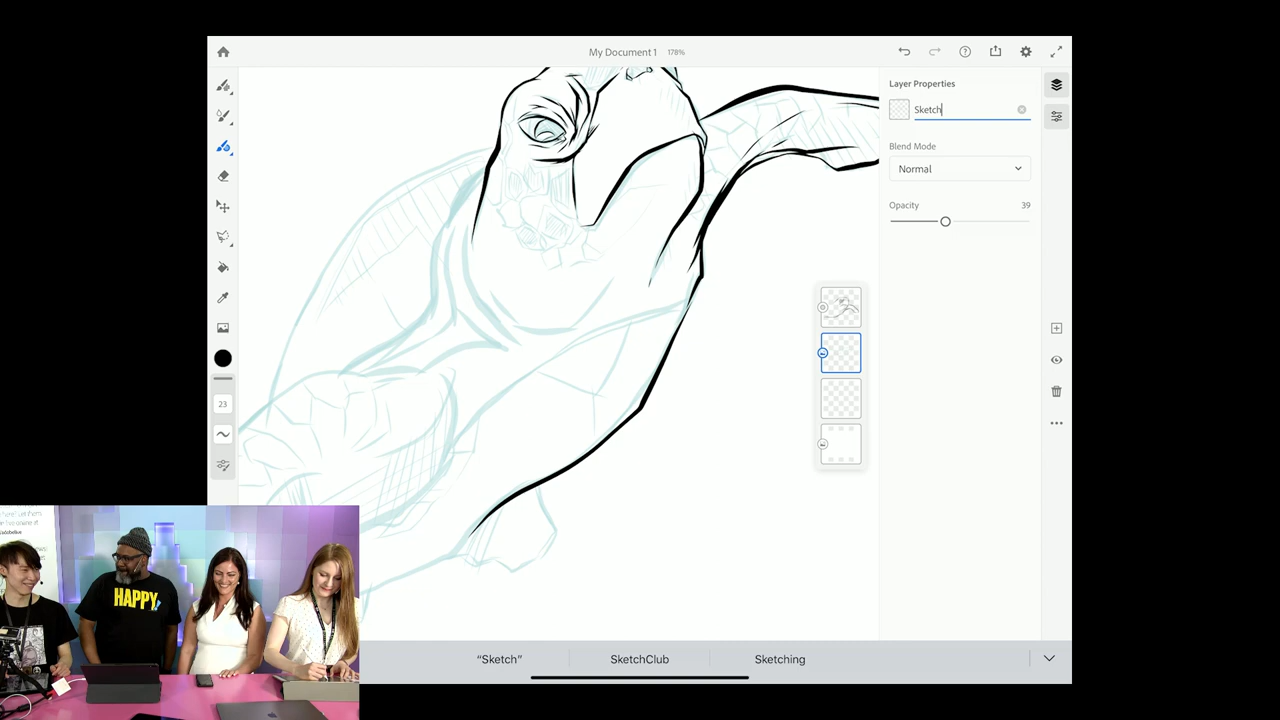 My Document 1 178%
Layer Properties
Sketch
Blend Mode
Normal
Opacity 39
23
HAPPY!
"Sketch" SketchClub Sketching